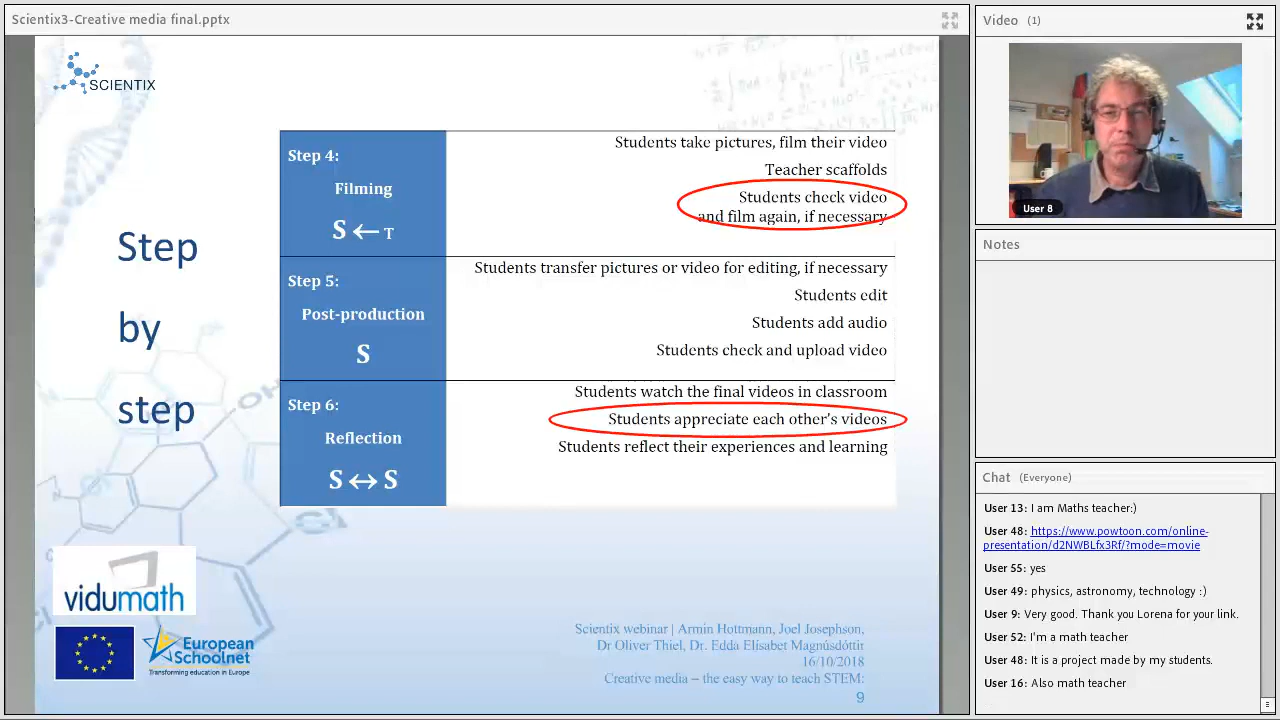 Scientix3-Creative media final.pptx
SCIENTIX
Step
by
step
Step 4:
Filming
S ← T
Students take pictures, film their video
Teacher scaffolds
Students check video
and film again, if necessary
Step 5:
Post-production
S
Students transfer pictures or video for editing, if necessary
Students edit
Students add audio
Students check and upload video
Step 6:
Reflection
S ↔ S
Students watch the final videos in classroom
Students appreciate each other's videos
Students reflect their experiences and learning
vidumath
European
Schoolnet
Transforming education in Europe
Scientix webinar | Armin Hottmann, Joel Josephson,
Dr Oliver Thiel, Dr. Edda Elísabet Magnúsdóttir
16/10/2018
Creative media – the easy way to teach STEM:
9
Video (1)
User 8
Notes
Chat (Everyone)
User 13: I am Maths teacher:)
User 48: https://www.powtoon.com/online-
presentation/d2NWBLfx3Rf/?mode=movie
User 55: yes
User 49: physics, astronomy, technology :)
User 9: Very good. Thank you Lorena for your link.
User 52: I'm a math teacher
User 48: It is a project made by my students.
User 16: Also math teacher